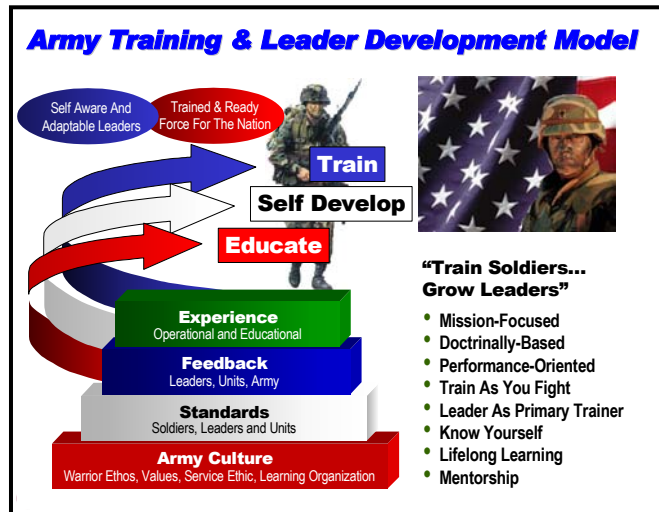 Army Training & Leader Development Model
Self Aware And
Adaptable Leaders
Trained & Ready
Force For The Nation
Train
Self Develop
Educate
Experience
Operational and Educational
Feedback
Leaders, Units, Army
Standards
Soldiers, Leaders and Units
Army Culture
Warrior Ethos, Values, Service Ethic, Learning Organization
“Train Soldiers…
Grow Leaders”
• Mission-Focused
• Doctrinally-Based
• Performance-Oriented
• Train As You Fight
• Leader As Primary Trainer
• Know Yourself
• Lifelong Learning
• Mentorship